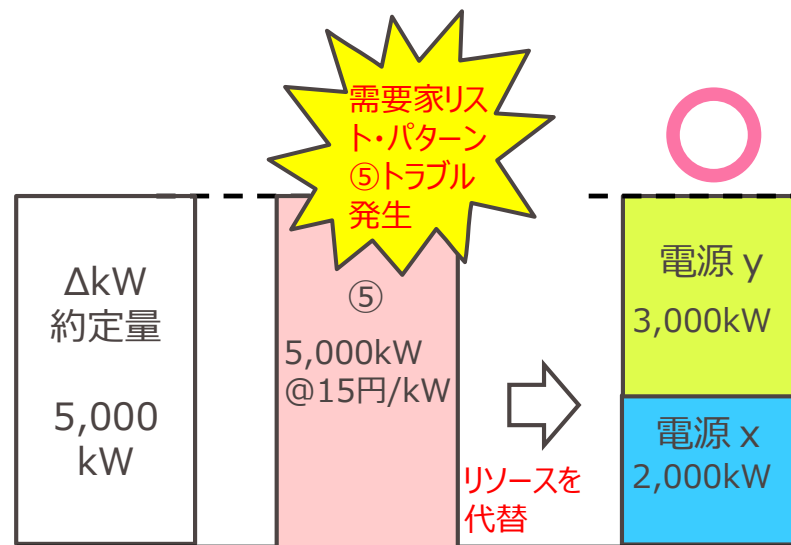 ΔkW
約定量
5,000
kW
需要家リス
ト・パターン
⑤トラブル
発生
⑤
5,000kW
@15円/kW
リソースを
代替
電源 y
3,000kW
電源 x
2,000kW